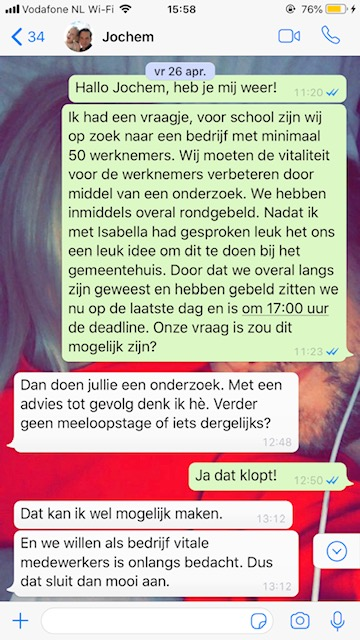 Vodafone NL Wi-Fi 15:58 76%
34 Jochem
vr 26 apr.
Hallo Jochem, heb je mij weer!
11:20
Ik had een vraagje, voor school zijn wij
op zoek naar een bedrijf met minimaal
50 werknemers. Wij moeten de vitaliteit
voor de werknemers verbeteren door
middel van een onderzoek. We hebben
inmiddels overal rondgebeld. Nadat ik
met Isabella had gesproken leuk het ons
een leuk idee om dit te doen bij het
gemeentehuis. Door dat we overal langs
zijn geweest en hebben gebeld zitten we
nu op de laatste dag en is om 17:00 uur
de deadline. Onze vraag is zou dit
mogelijk zijn?
11:23
Dan doen jullie een onderzoek. Met een
advies tot gevolg denk ik hè. Verder
geen meeloopstage of iets dergelijks?
12:48
Ja dat klopt! 12:50
Dat kan ik wel mogelijk maken.
13:12
En we willen als bedrijf vitale
medewerkers is onlangs bedacht. Dus
dat sluit dan mooi aan.
13:12